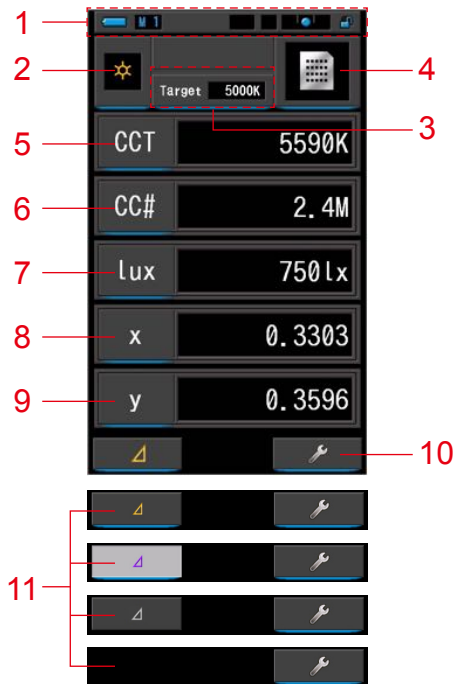 1 M 1
2 4
Target 5000K
3
5 CCT 5590K
6 CC# 2.4M
7 lux 750lx
8 x 0.3303
9 y 0.3596
10
11